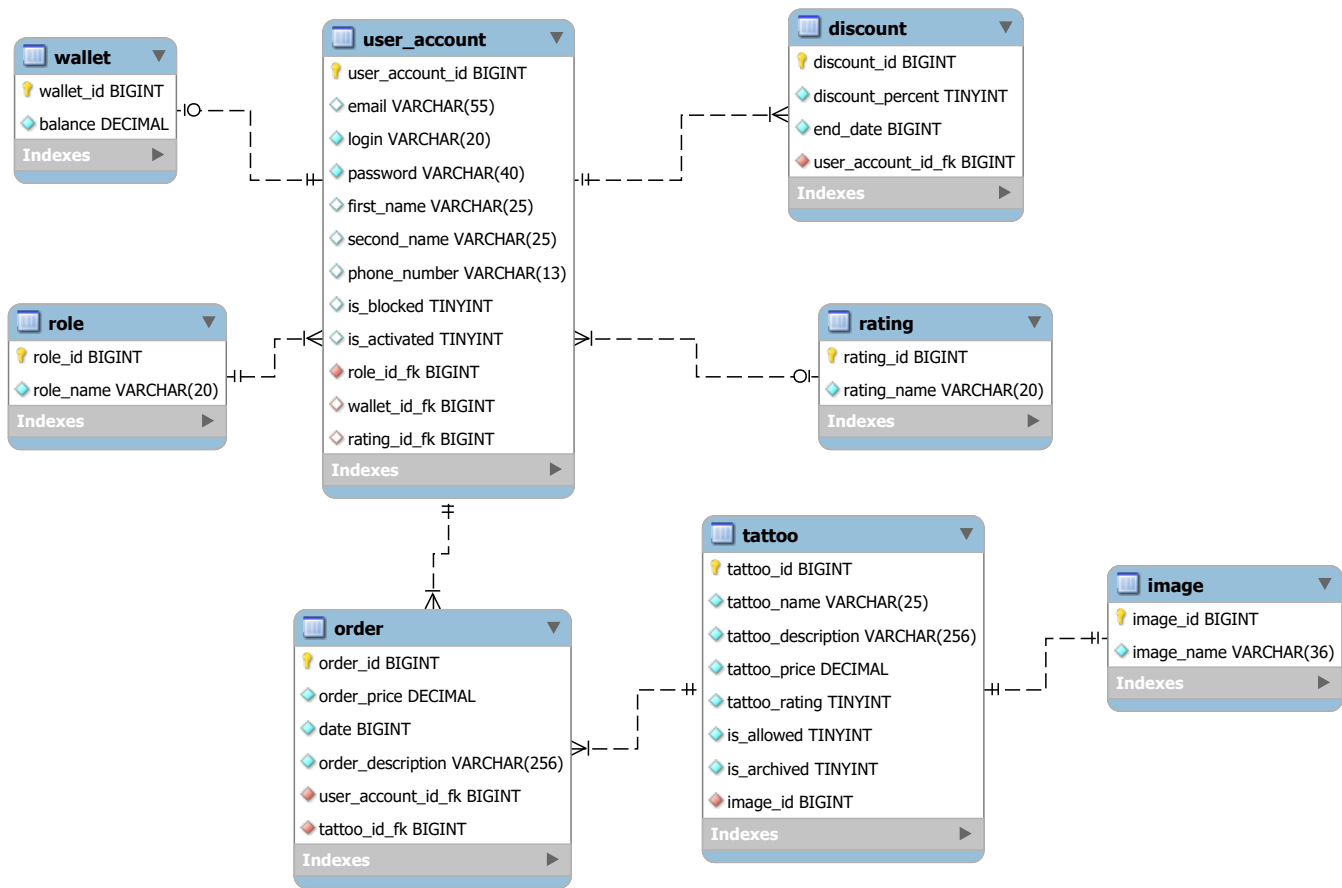 wallet
wallet_id BIGINT
balance DECIMAL
Indexes
user_account
user_account_id BIGINT
email VARCHAR(55)
login VARCHAR(20)
password VARCHAR(40)
first_name VARCHAR(25)
second_name VARCHAR(25)
phone_number VARCHAR(13)
is_blocked TINYINT
is_activated TINYINT
role_id_fk BIGINT
wallet_id_fk BIGINT
rating_id_fk BIGINT
Indexes
discount
discount_id BIGINT
discount_percent TINYINT
end_date BIGINT
user_account_id_fk BIGINT
Indexes
role
role_id BIGINT
role_name VARCHAR(20)
Indexes
rating
rating_id BIGINT
rating_name VARCHAR(20)
Indexes
order
order_id BIGINT
order_price DECIMAL
date BIGINT
order_description VARCHAR(256)
user_account_id_fk BIGINT
tattoo_id_fk BIGINT
Indexes
tattoo
tattoo_id BIGINT
tattoo_name VARCHAR(25)
tattoo_description VARCHAR(256)
tattoo_price DECIMAL
tattoo_rating TINYINT
is_allowed TINYINT
is_archived TINYINT
image_id BIGINT
Indexes
image
image_id BIGINT
image_name VARCHAR(36)
Indexes